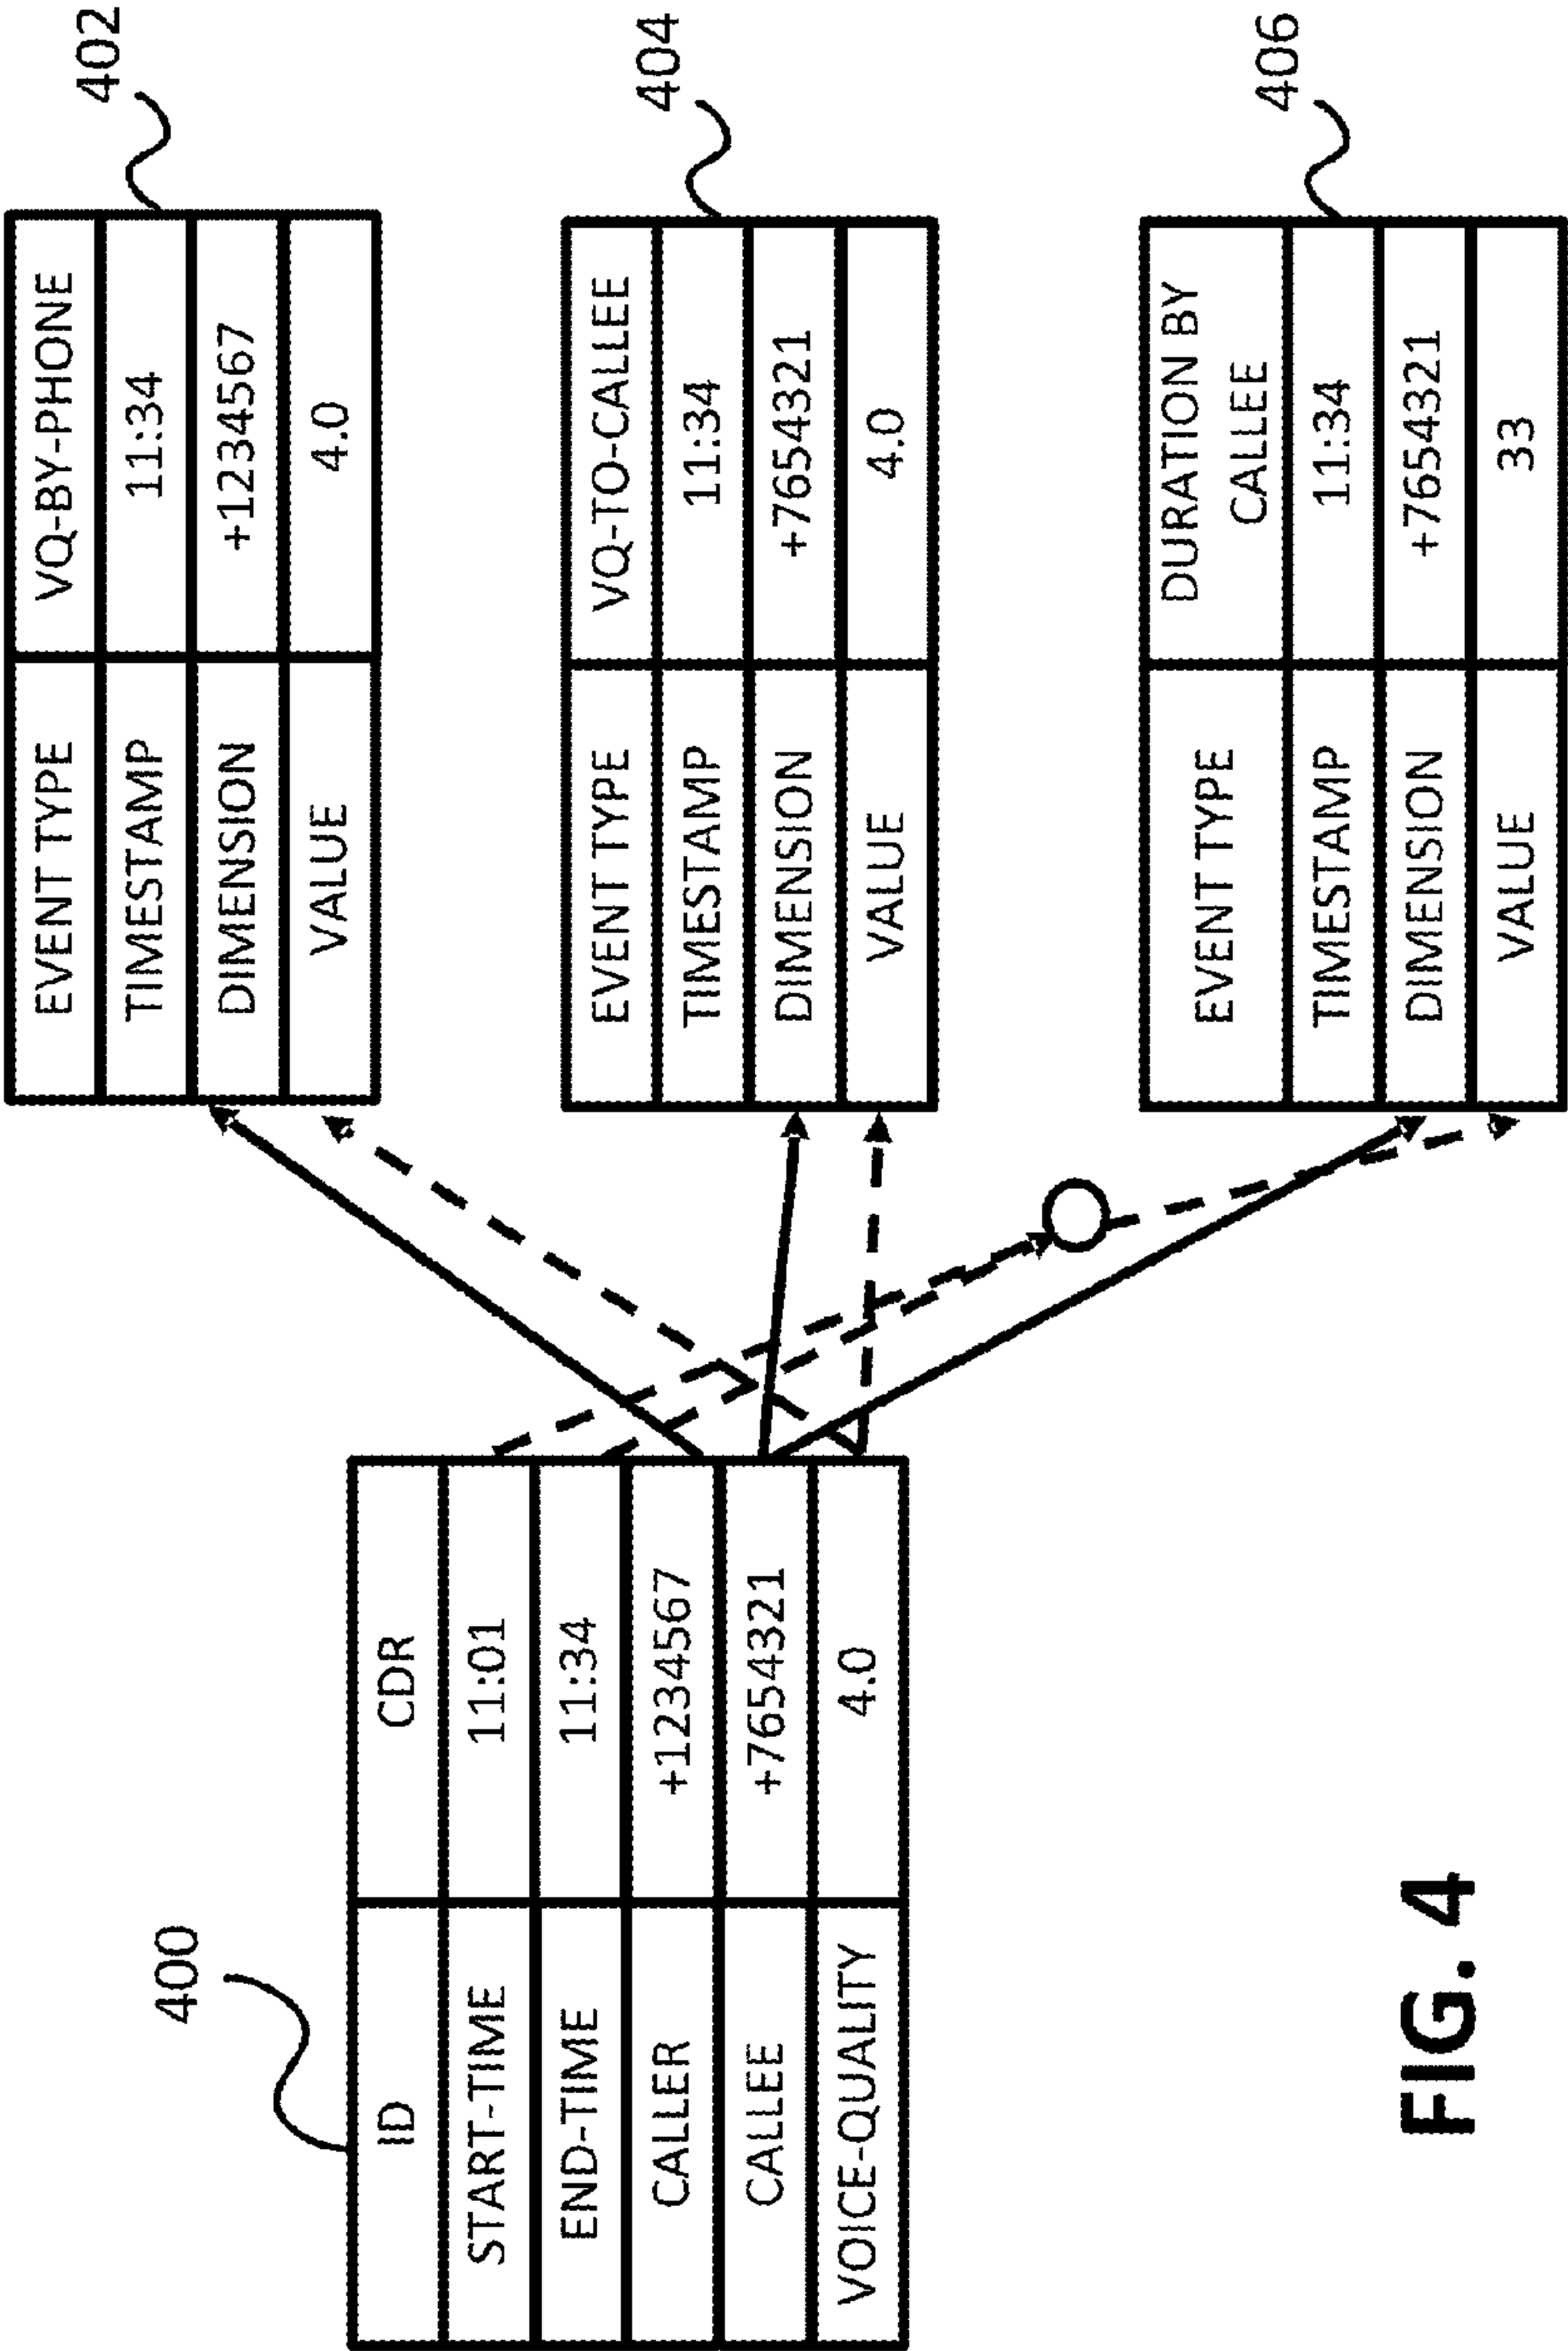 400
ID CDR
START-TIME 11:01
END-TIME 11:34
CALLER +1234567
CALLEE +7654321
VOICE-QUALITY 4.0
402
EVENT TYPE VQ-BY-PHONE
TIMESTAMP 11:34
DIMENSION +1234567
VALUE 4.0
404
EVENT TYPE VQ-TO-CALLEE
TIMESTAMP 11:34
DIMENSION +7654321
VALUE 4.0
406
EVENT TYPE DURATION BY
CALLEE
TIMESTAMP 11:34
DIMENSION +7654321
VALUE 33
FIG. 4